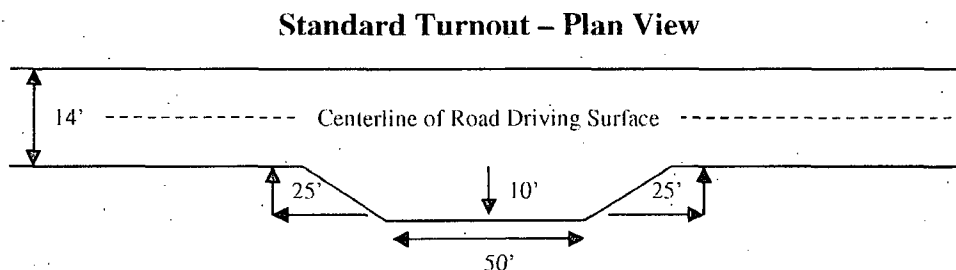 Standard Turnout – Plan View
14'
Centerline of Road Driving Surface
25'
10'
25'
50'